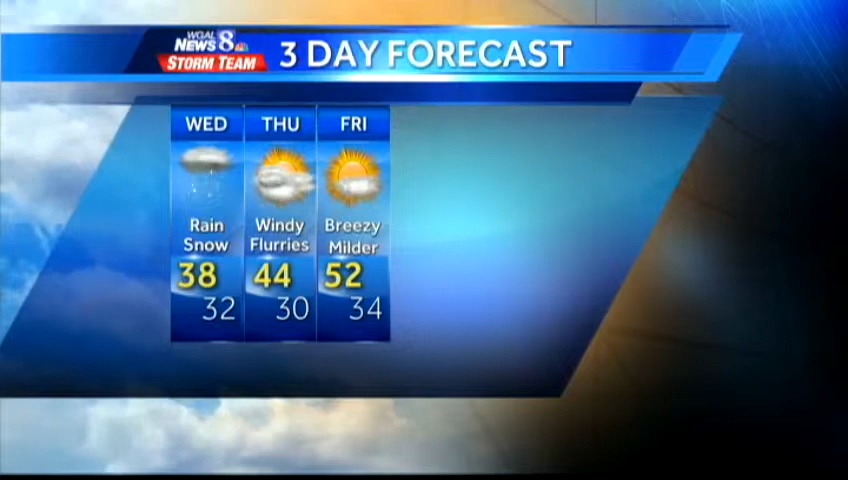 WGAL
NEWS 8
STORM TEAM
3 DAY FORECAST
WED THU FRI
Rain Windy Breezy
Snow Flurries Milder
38 44 52
32 30 34